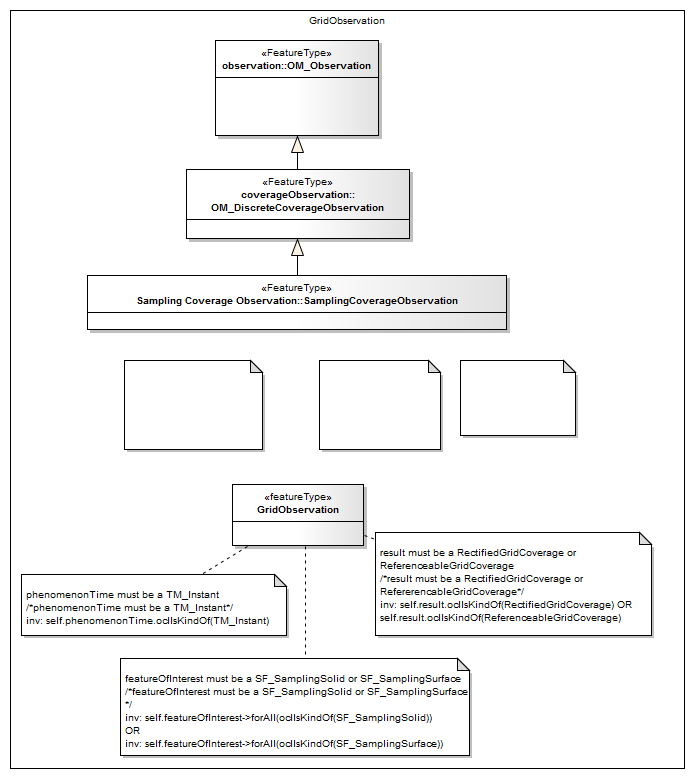 GridObservation
«FeatureType»
observation::OM_Observation
«FeatureType»
coverageObservation::
OM_DiscreteCoverageObservation
«FeatureType»
Sampling Coverage Observation::SamplingCoverageObservation
«featureType»
GridObservation
result must be a RectifiedGridCoverage or
ReferenceableGridCoverage
/*result must be a RectifiedGridCoverage or
RefererencableGridCoverage*/
inv: self.result.oclIsKindOf(RectifiedGridCoverage) OR
self.result.oclIsKindOf(ReferenceableGridCoverage)
phenomenonTime must be a TM_Instant
/*phenomenonTime must be a TM_Instant*/
inv: self.phenomenonTime.oclIsKindOf(TM_Instant)
featureOfInterest must be a SF_SamplingSolid or SF_SamplingSurface
/*featureOfInterest must be a SF_SamplingSolid or SF_SamplingSurface
*/
inv: self.featureOfInterest->forAll(oclIsKindOf(SF_SamplingSolid))
OR
inv: self.featureOfInterest->forAll(oclIsKindOf(SF_SamplingSurface))